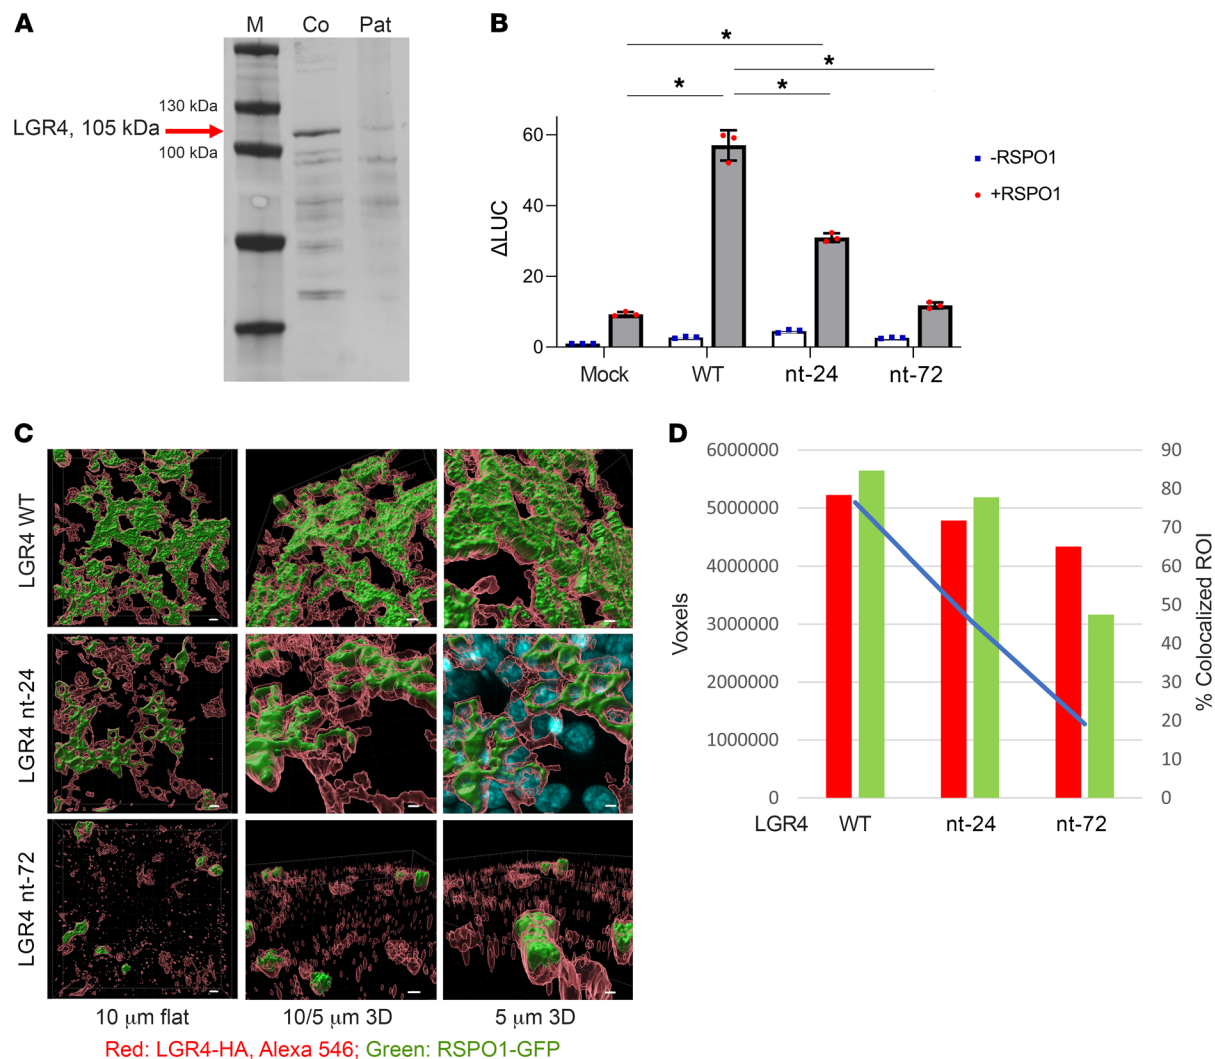 A
M Co Pat
130 kDa
LGR4, 105 kDa
100 kDa
B
*
*
* *
60
40
20
0
ΔLUC
-RSPO1
+RSPO1
Mock WT nt-24 nt-72
C
LGR4 WT
LGR4 nt-24
LGR4 nt-72
10 μm flat 10/5 μm 3D 5 μm 3D
Red: LGR4-HA, Alexa 546; Green: RSPO1-GFP
D
6000000 90
80
5000000
70
4000000 60
50
3000000
40
2000000 30
20
1000000
10
0 0
Voxels
% Colocalized ROI
LGR4 WT nt-24 nt-72